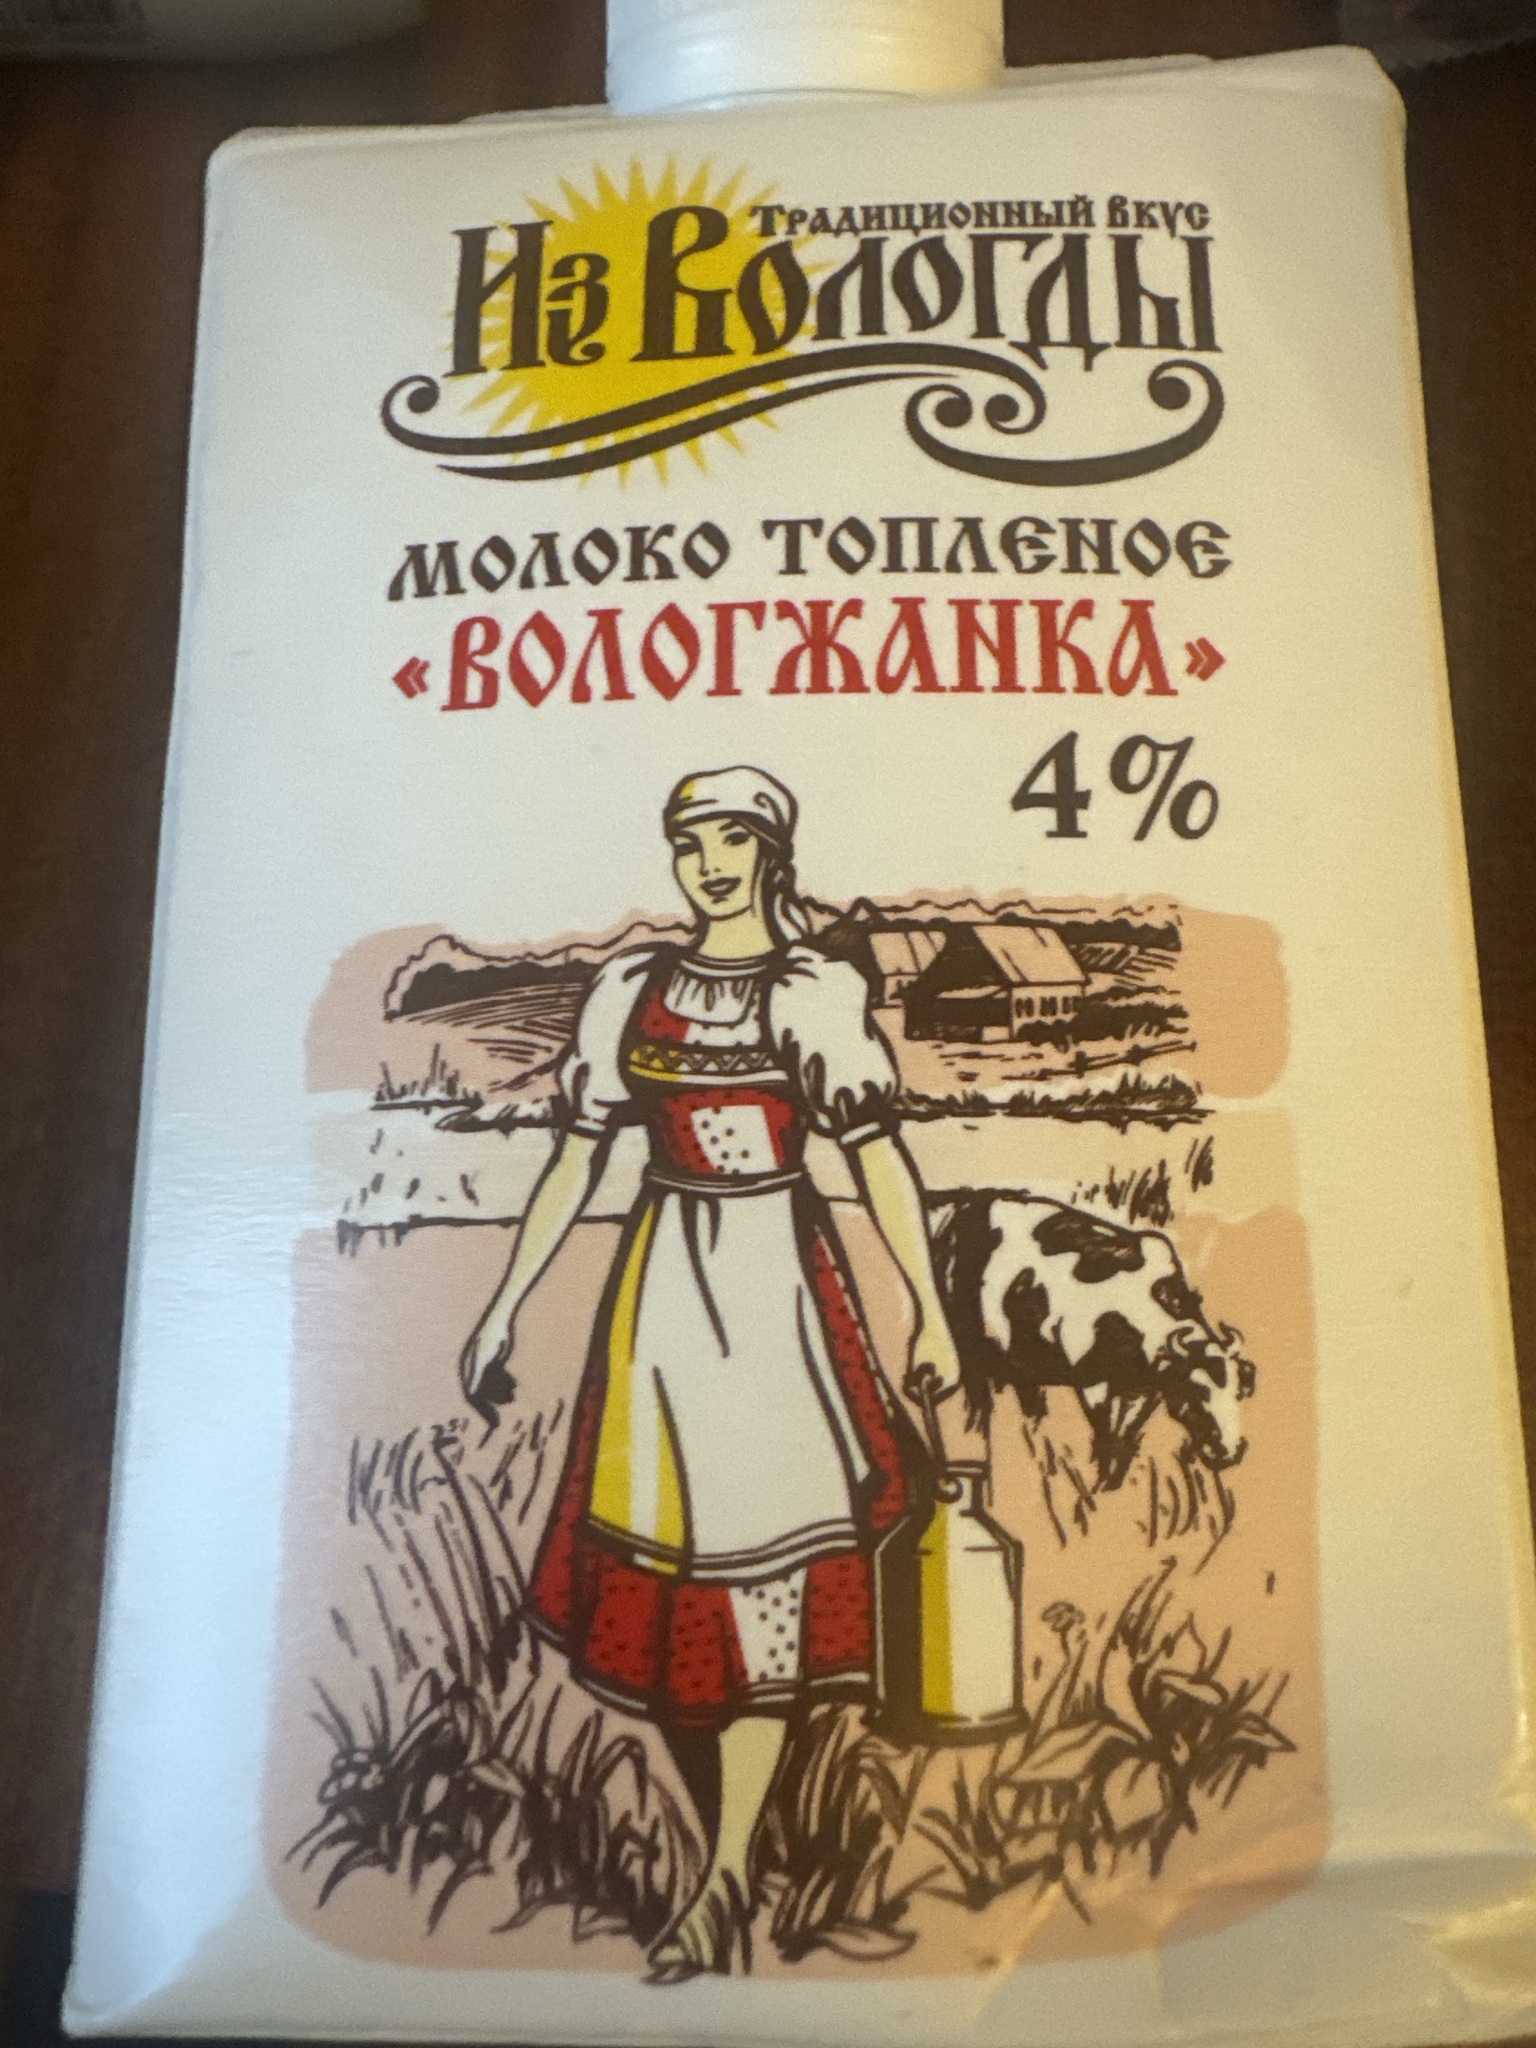 Традиционный вкус
Из Вологды
МОЛОКО ТОПЛЕНОЕ
«ВОЛОГЖАНКА»
4%